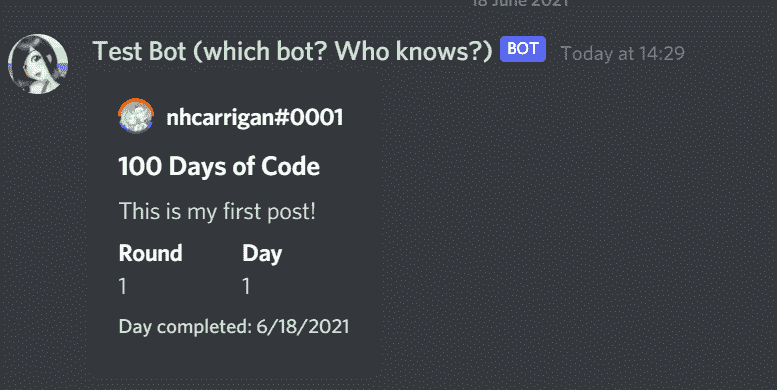 18 June 2021
Test Bot (which bot? Who knows?) BOT Today at 14:29
nhcarrigan#0001
100 Days of Code
This is my first post!
Round Day
1 1
Day completed: 6/18/2021